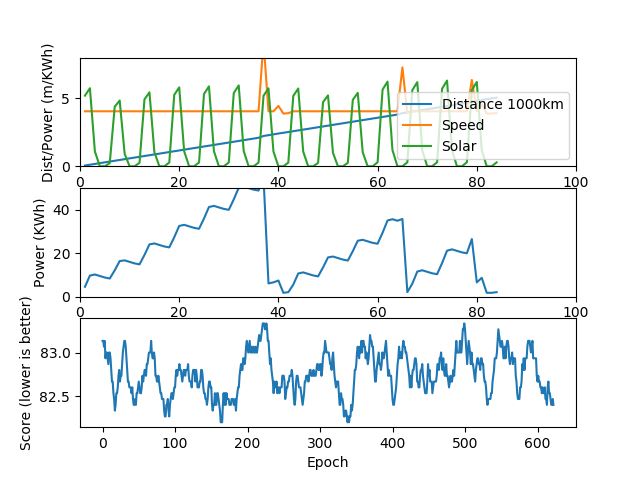 Dist/Power (m/KWh)
5
0
Distance 1000km
Speed
Solar
0 20 40 60 80 100
Power (KWh)
40
20
0
0 20 40 60 80 100
Score (lower is better)
83.0
82.5
0 100 200 300 400 500 600
Epoch